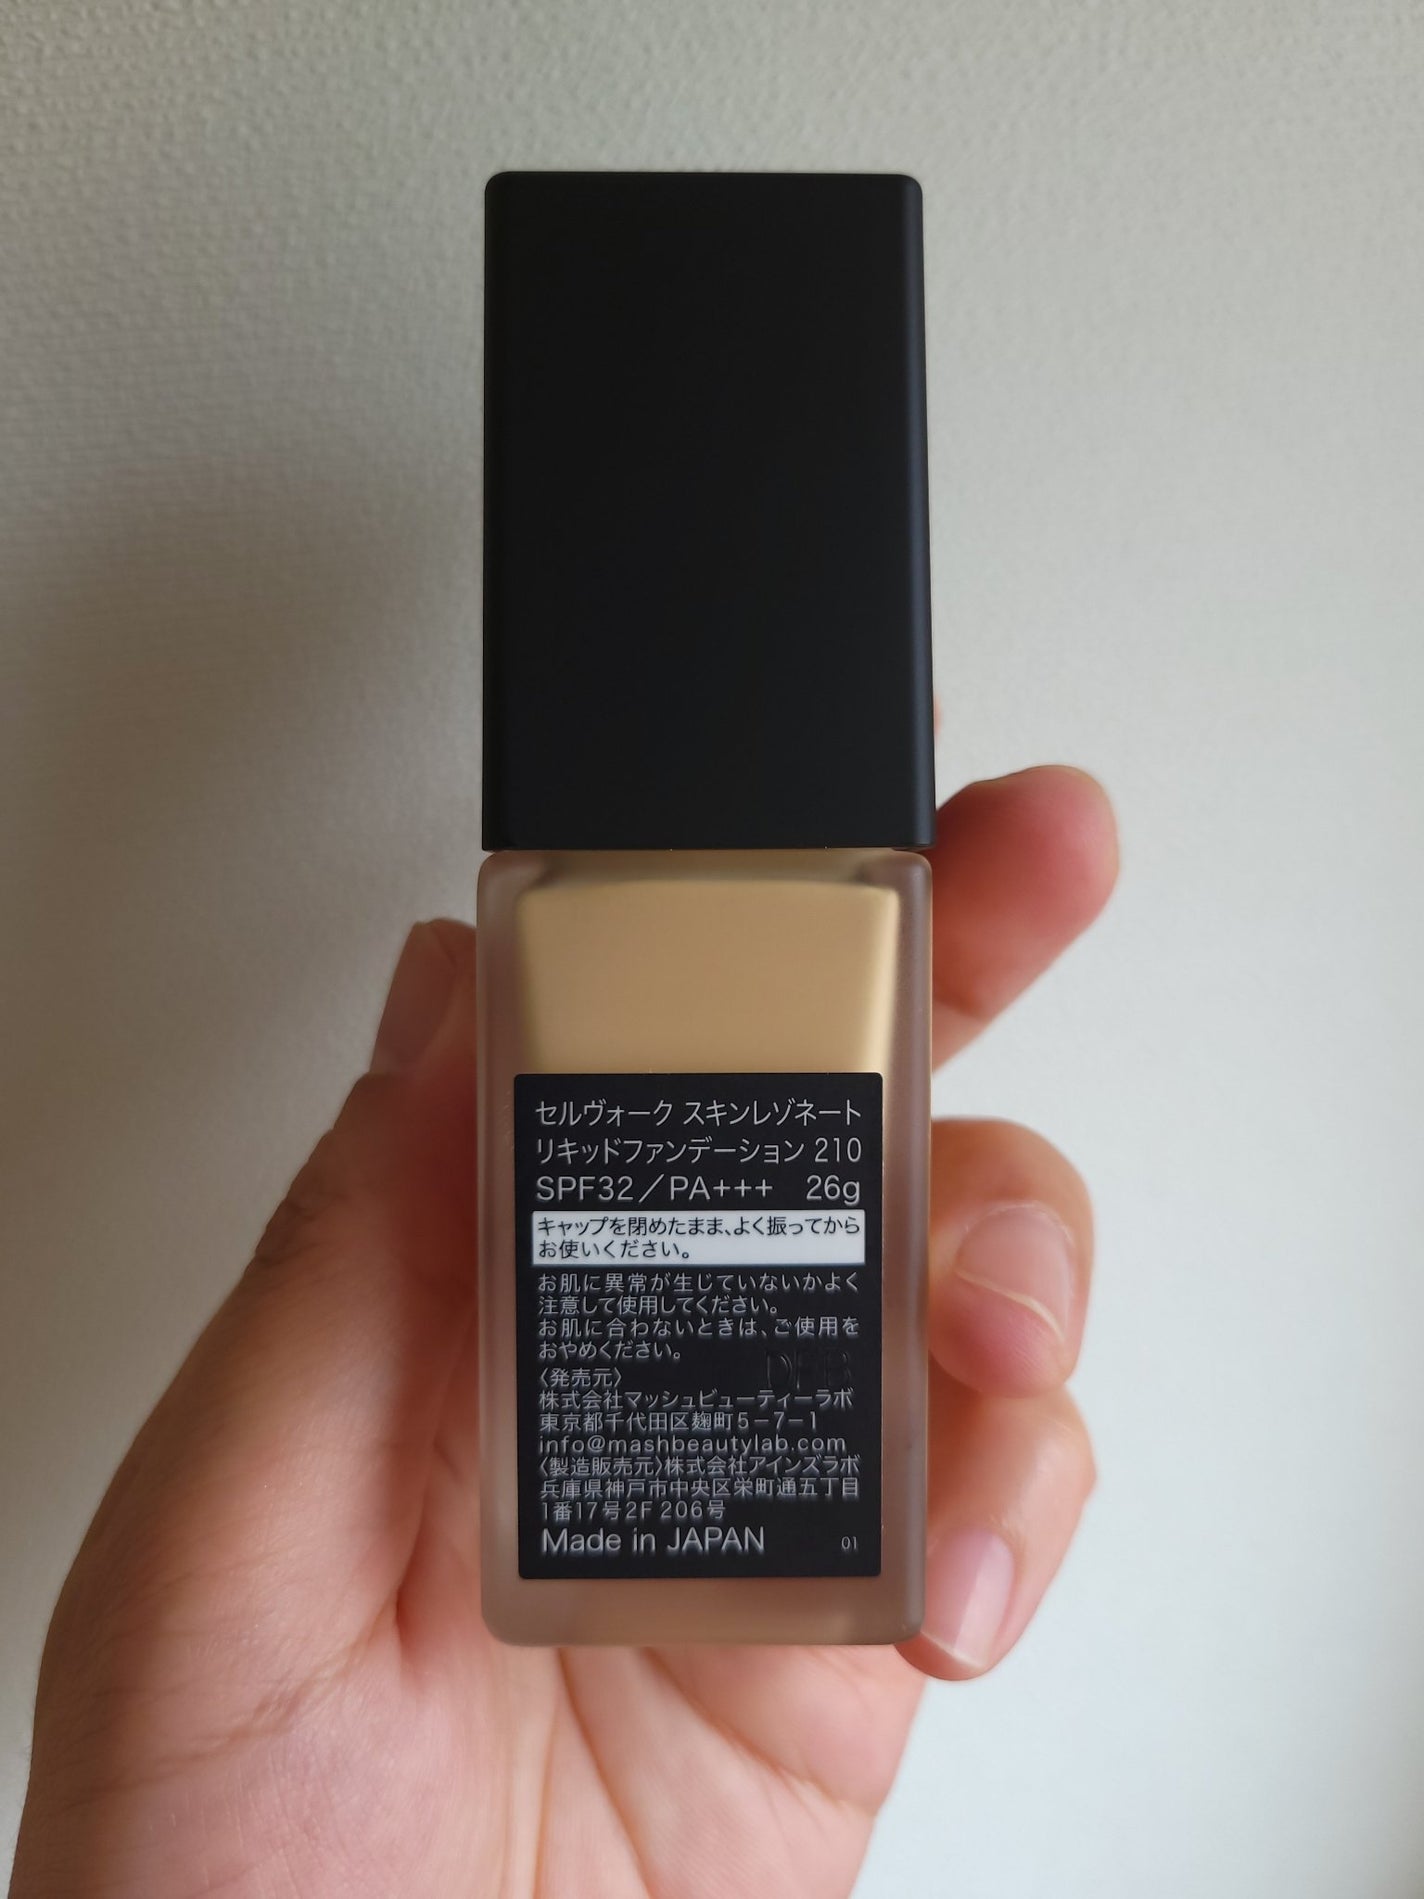 セルヴォーク スキンレゾネート
リキッドファンデーション 210
SPF32／PA+++ 26g
キャップを閉めたまま、よく振ってから
お使いください。
お肌に異常が生じていないかよく
注意して使用してください。
お肌に合わないときは、ご使用を
おやめください。
〈発売元〉
株式会社マッシュビューティーラボ
東京都千代田区麹町5－7－1
info@mashbeautylab.com
〈製造販売元〉株式会社アインズラボ
兵庫県神戸市中央区栄町通五丁目
1番17号2F 206号
Made in JAPAN 01